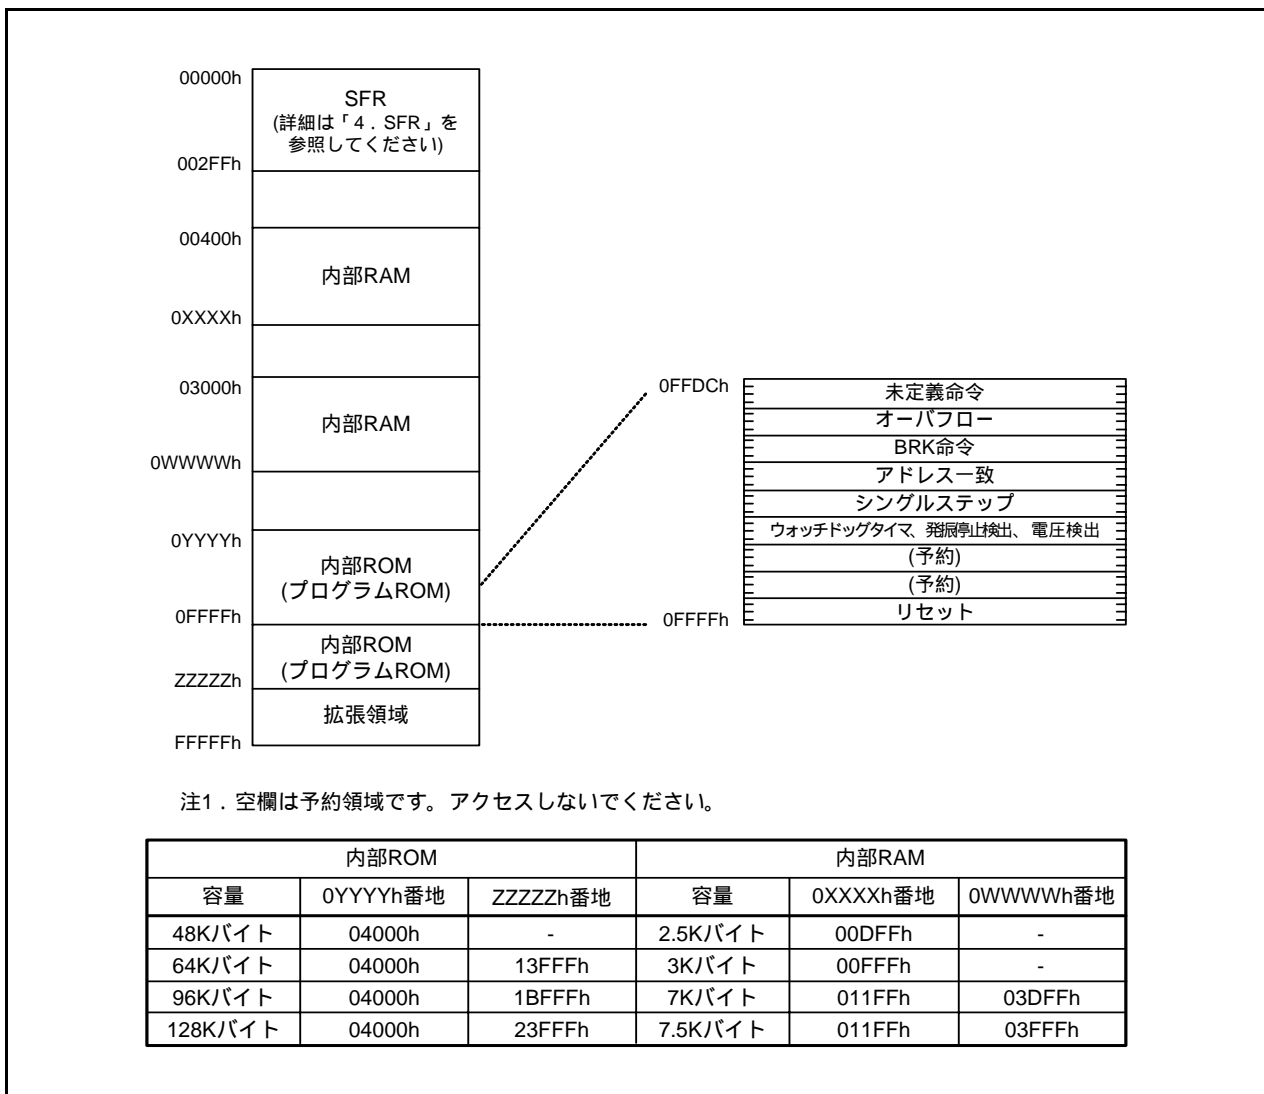 00000h
SFR
(詳細は「4．SFR」を
参照してください)
002FFh
00400h
内部RAM
0XXXXh
03000h
内部RAM
0WWWWh
0YYYYh
内部ROM
(プログラムROM)
0FFFFh
内部ROM
(プログラムROM)
ZZZZZh
拡張領域
FFFFFh
0FFDCh
未定義命令
オーバフロー
BRK命令
アドレス一致
シングルステップ
ウォッチドッグタイマ、発振停止検出、電圧検出
(予約)
(予約)
リセット
0FFFFh
注1．空欄は予約領域です。アクセスしないでください。
内部ROM 内部RAM
容量 0YYYYh番地 ZZZZZh番地 容量 0XXXXh番地 0WWWWh番地
48Kバイト 04000h - 2.5Kバイト 00DFFh -
64Kバイト 04000h 13FFFh 3Kバイト 00FFFh -
96Kバイト 04000h 1BFFFh 7Kバイト 011FFh 03DFFh
128Kバイト 04000h 23FFFh 7.5Kバイト 011FFh 03FFFh